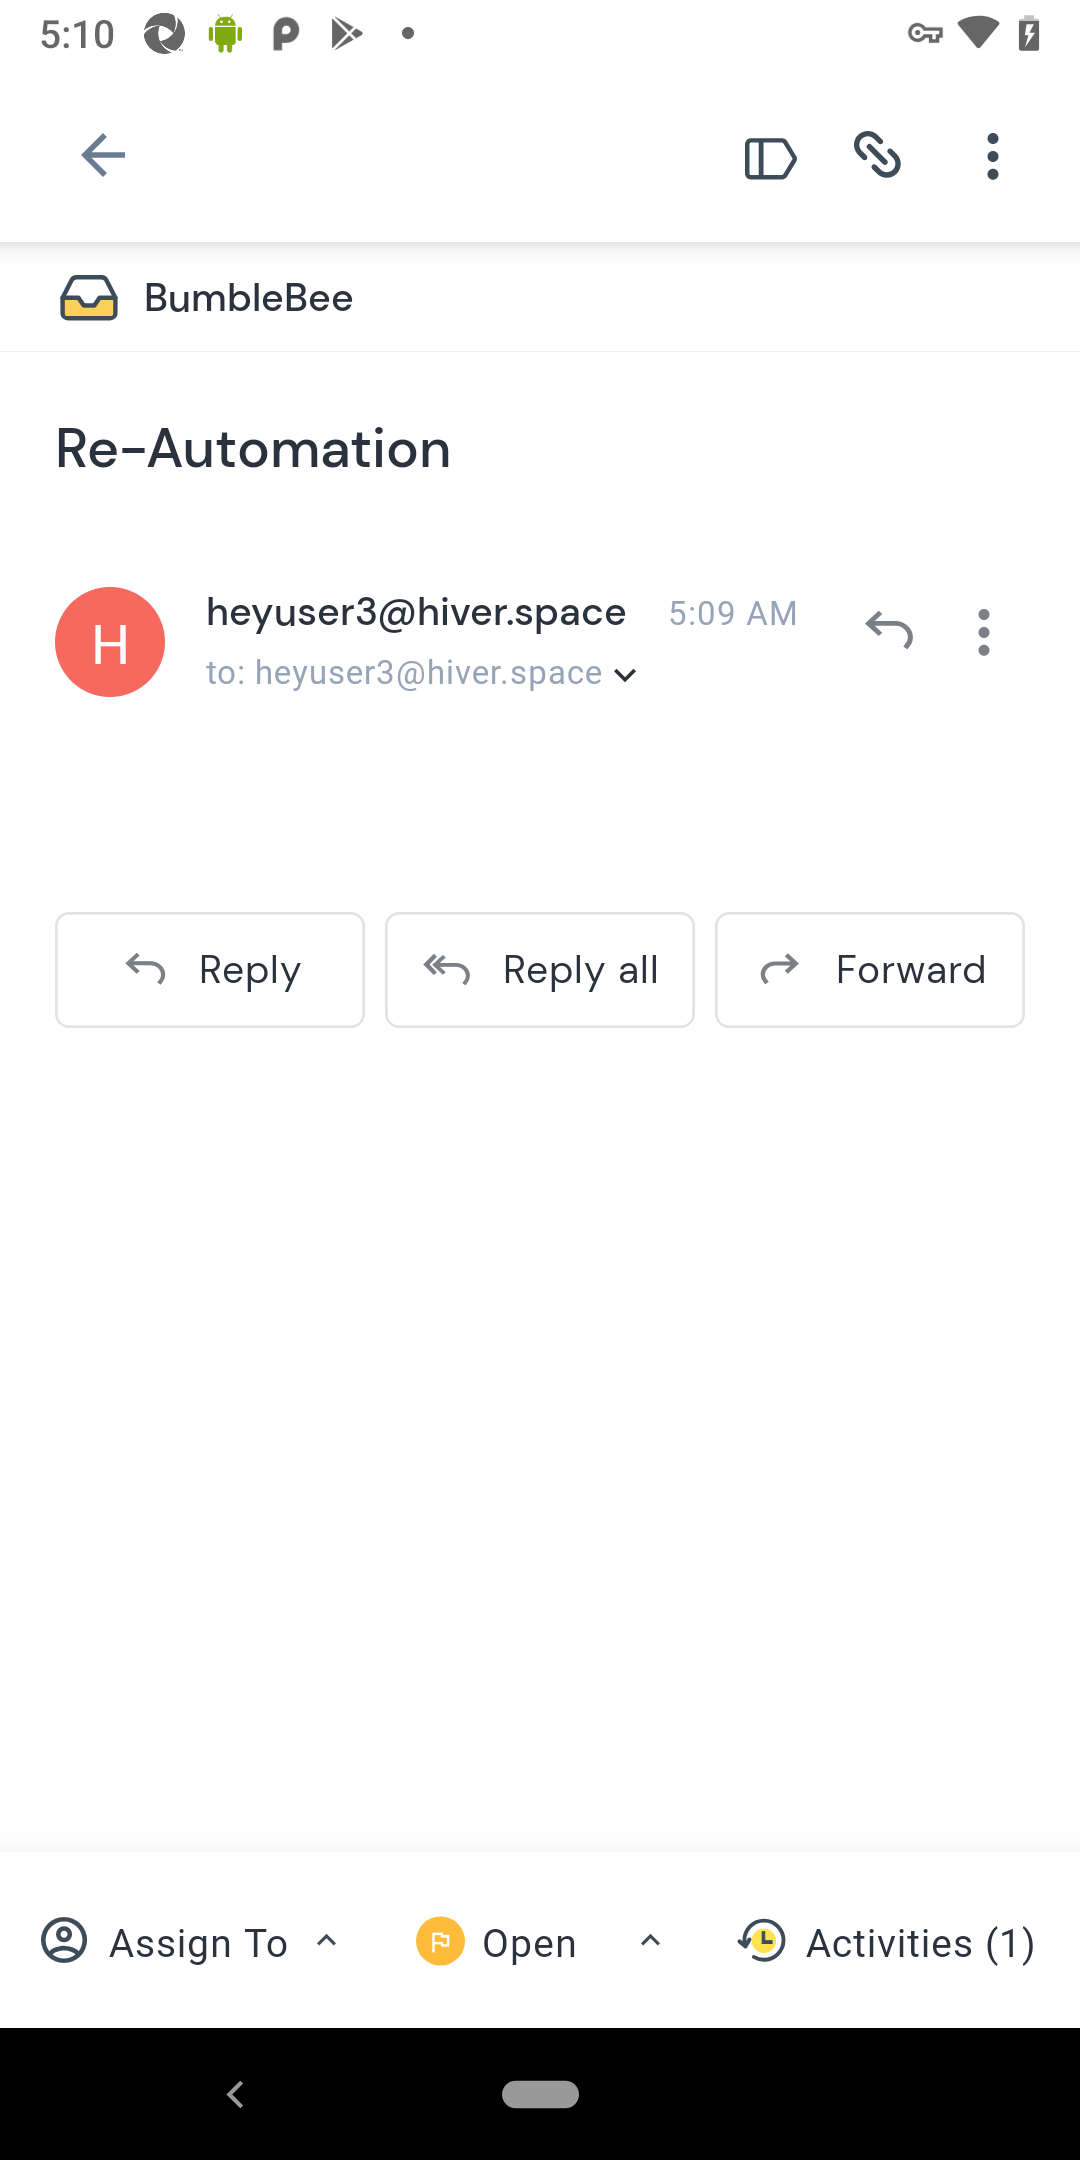 5:10
BumbleBee
Re-Automation
heyuser3@hiver.space 5:09 AM
to: heyuser3@hiver.space
H
Reply Reply all Forward
Assign To Open Activities (1)